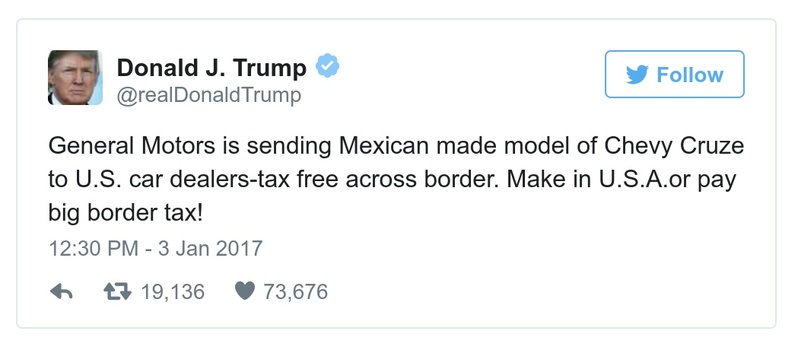 Donald J. Trump
@realDonaldTrump
Follow
General Motors is sending Mexican made model of Chevy Cruze
to U.S. car dealers-tax free across border. Make in U.S.A.or pay
big border tax!
12:30 PM - 3 Jan 2017
19,136 73,676